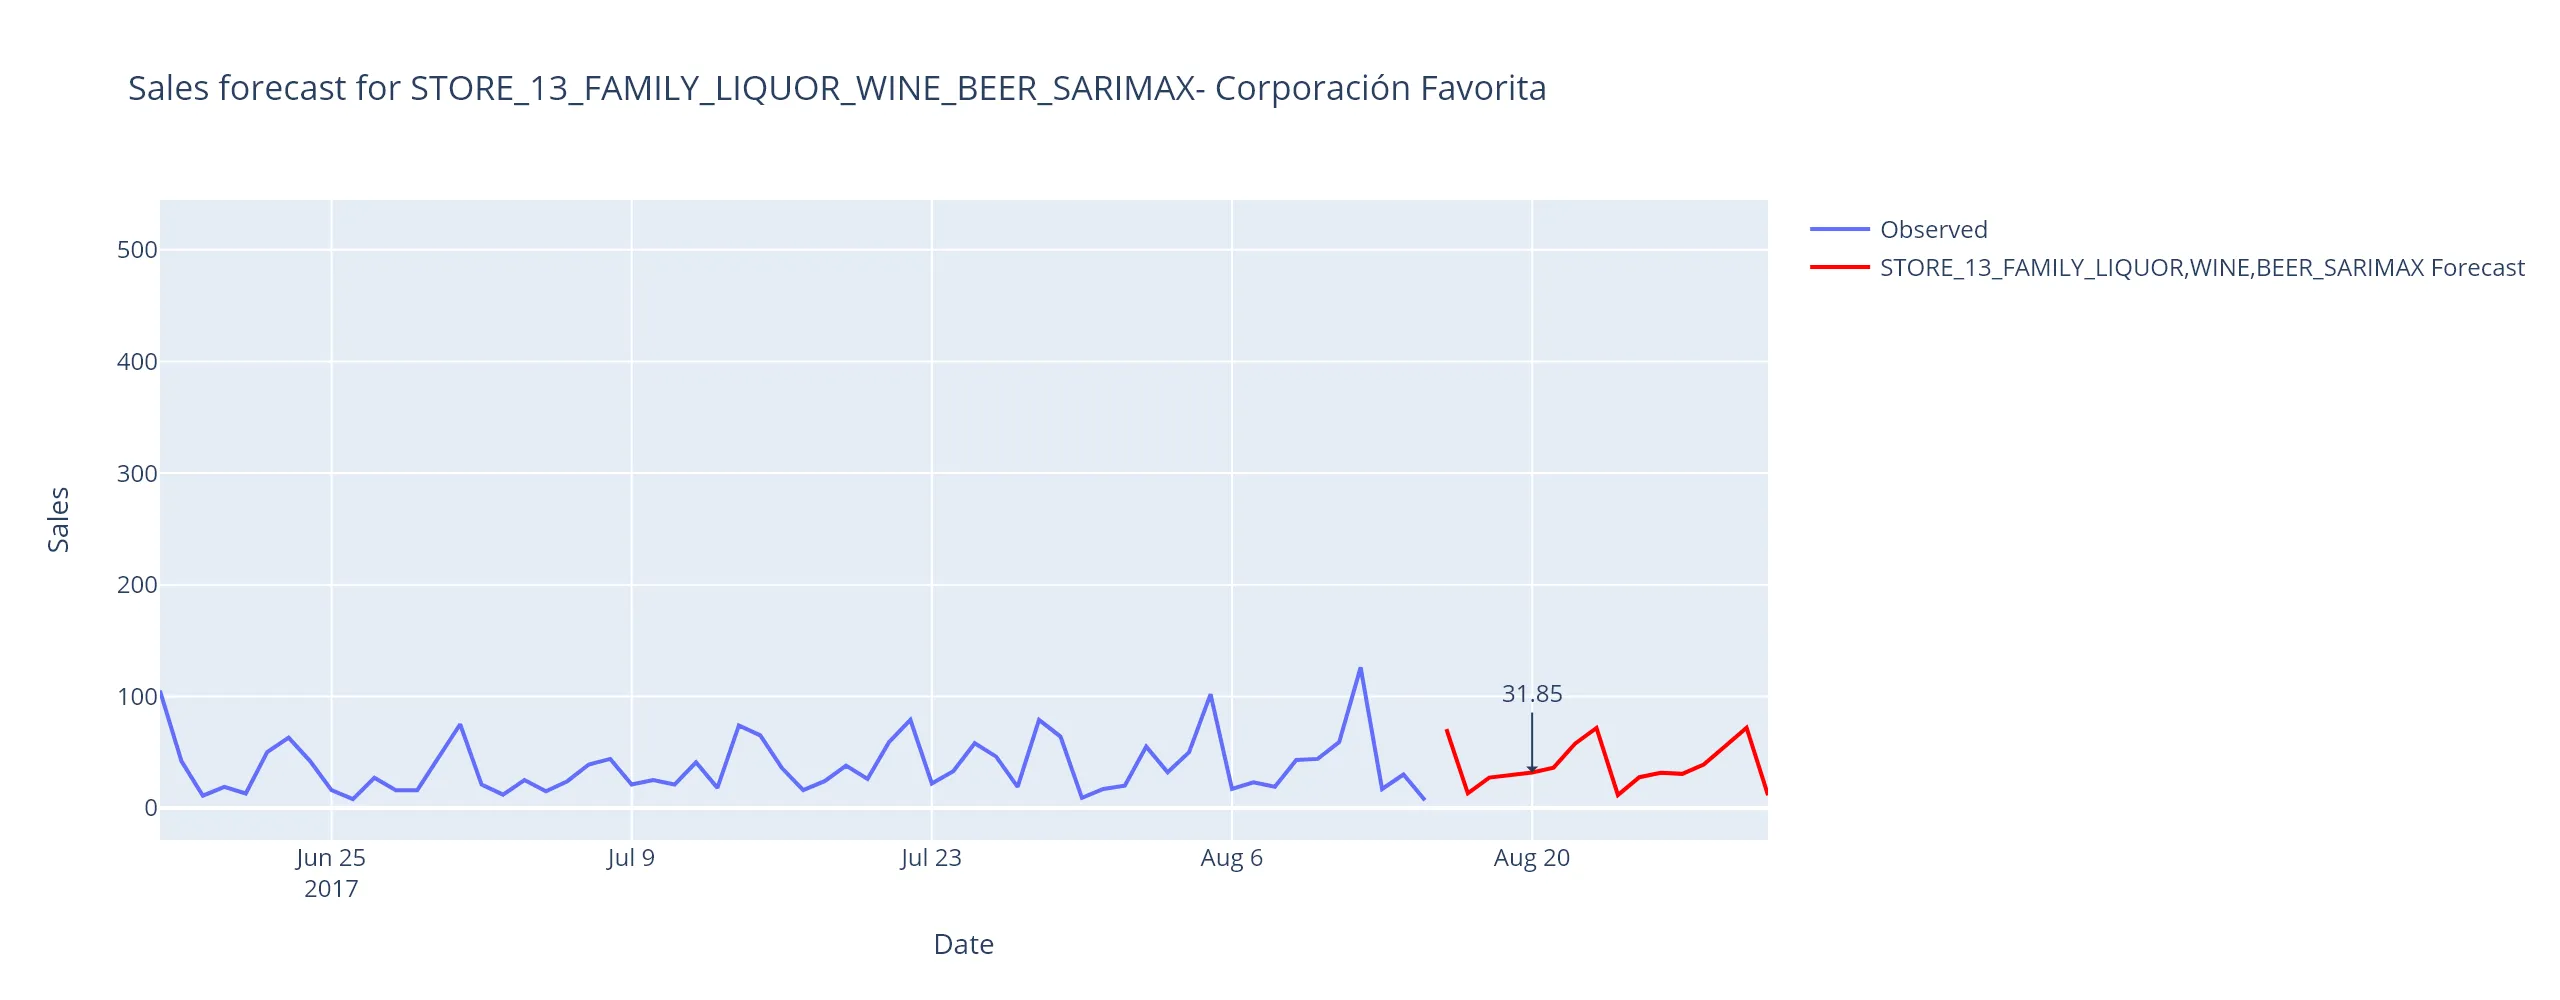 Sales forecast for STORE_13_FAMILY_LIQUOR_WINE_BEER_SARIMAX- Corporación Favorita
Observed
STORE_13_FAMILY_LIQUOR,WINE,BEER_SARIMAX Forecast
500
400
300
200
100
0
Sales
31.85
Jun 25
2017
Jul 9
Jul 23
Aug 6
Aug 20
Date